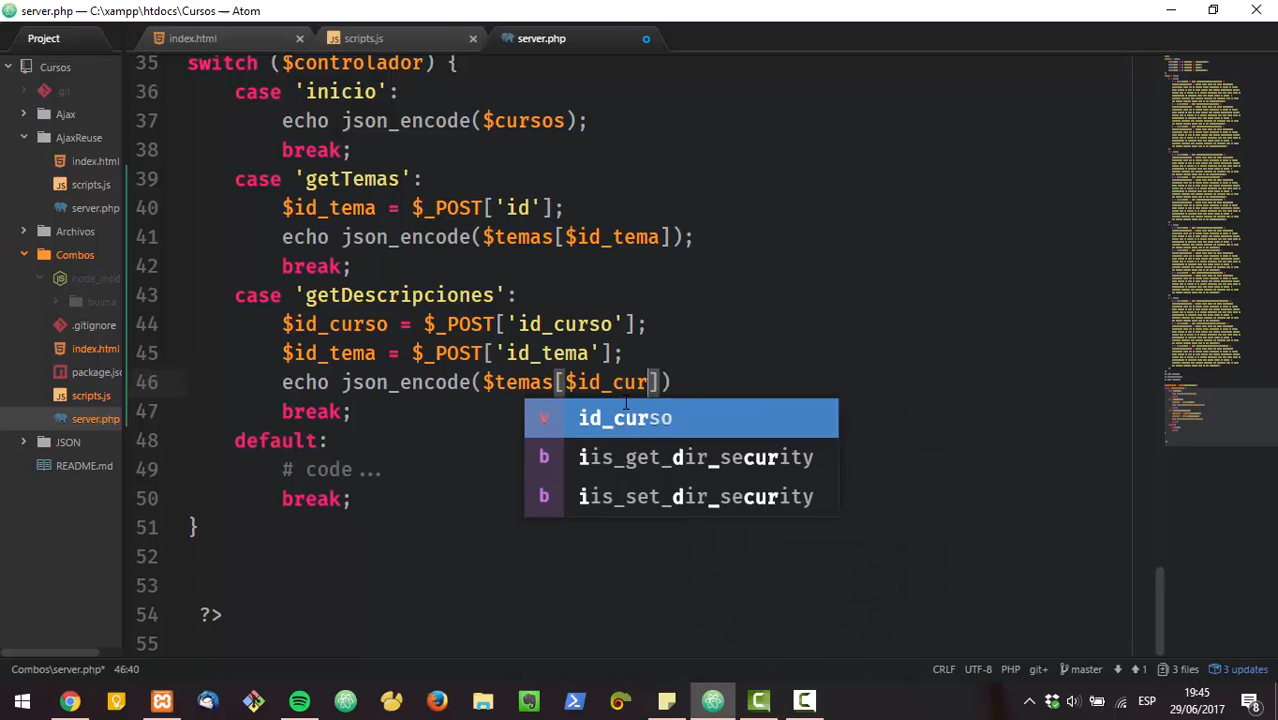 server.php — C:\xampp\htdocs\Cursos — Atom
Project
index.html
scripts.js
server.php
Cursos
.git
Ajax
AjaxReuse
index.html
scripts.js
server.php
Archivos
Combos
node_mod
buima
.gitignore
index.html
package.jsc
scripts.js
server.php
JSON
README.md
35 switch ($controlador) {
36 case 'inicio':
37 echo json_encode($cursos);
38 break;
39 case 'getTemas':
40 $id_tema = $_POST['id'];
41 echo json_encode($temas[$id_tema]);
42 break;
43 case 'getDescripciones':
44 $id_curso = $_POST['id_curso'];
45 $id_tema = $_POST['id_tema'];
46 echo json_encode($temas[$id_cur])
47 break;
48 default:
49 # code...
50 break;
51 }
52
53
54 ?>
55
v id_curso
b iis_get_dir_security
b iis_set_dir_security
Combos\server.php* 46:40
CRLF UTF-8 PHP git+ master 1 3 files 3 updates
ESP
19:45
29/06/2017
8